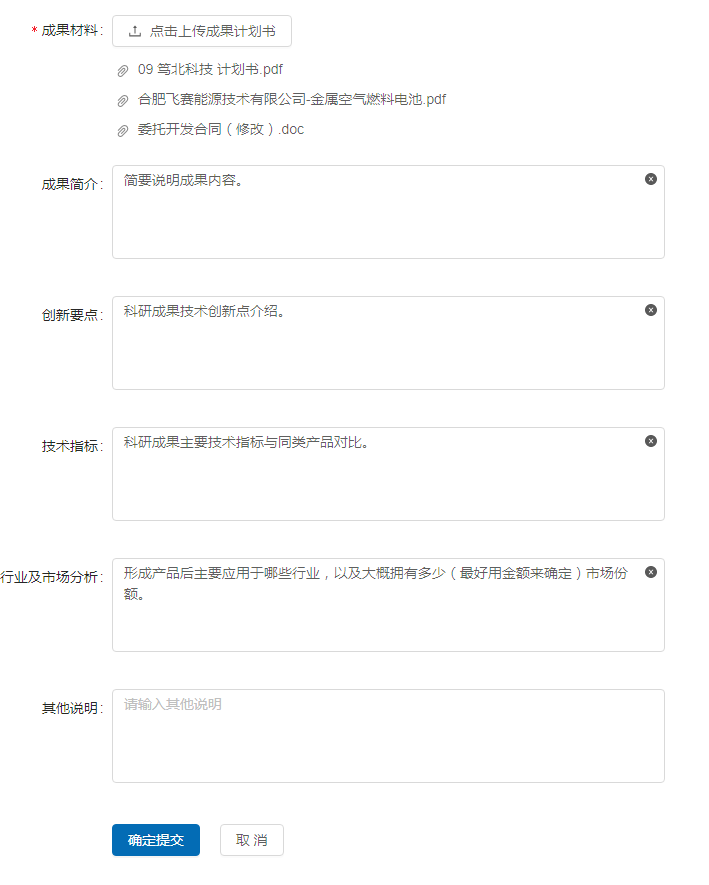 * 成果材料: 点击上传成果计划书
09 笃北科技 计划书.pdf
合肥飞赛能源技术有限公司-金属空气燃料电池.pdf
委托开发合同（修改）.doc
成果简介: 简要说明成果内容。
创新要点: 科研成果技术创新点介绍。
技术指标: 科研成果主要技术指标与同类产品对比。
行业及市场分析: 形成产品后主要应用于哪些行业，以及大概拥有多少（最好用金额来确定）市场份
额。
其他说明: 请输入其他说明
确定提交 取 消